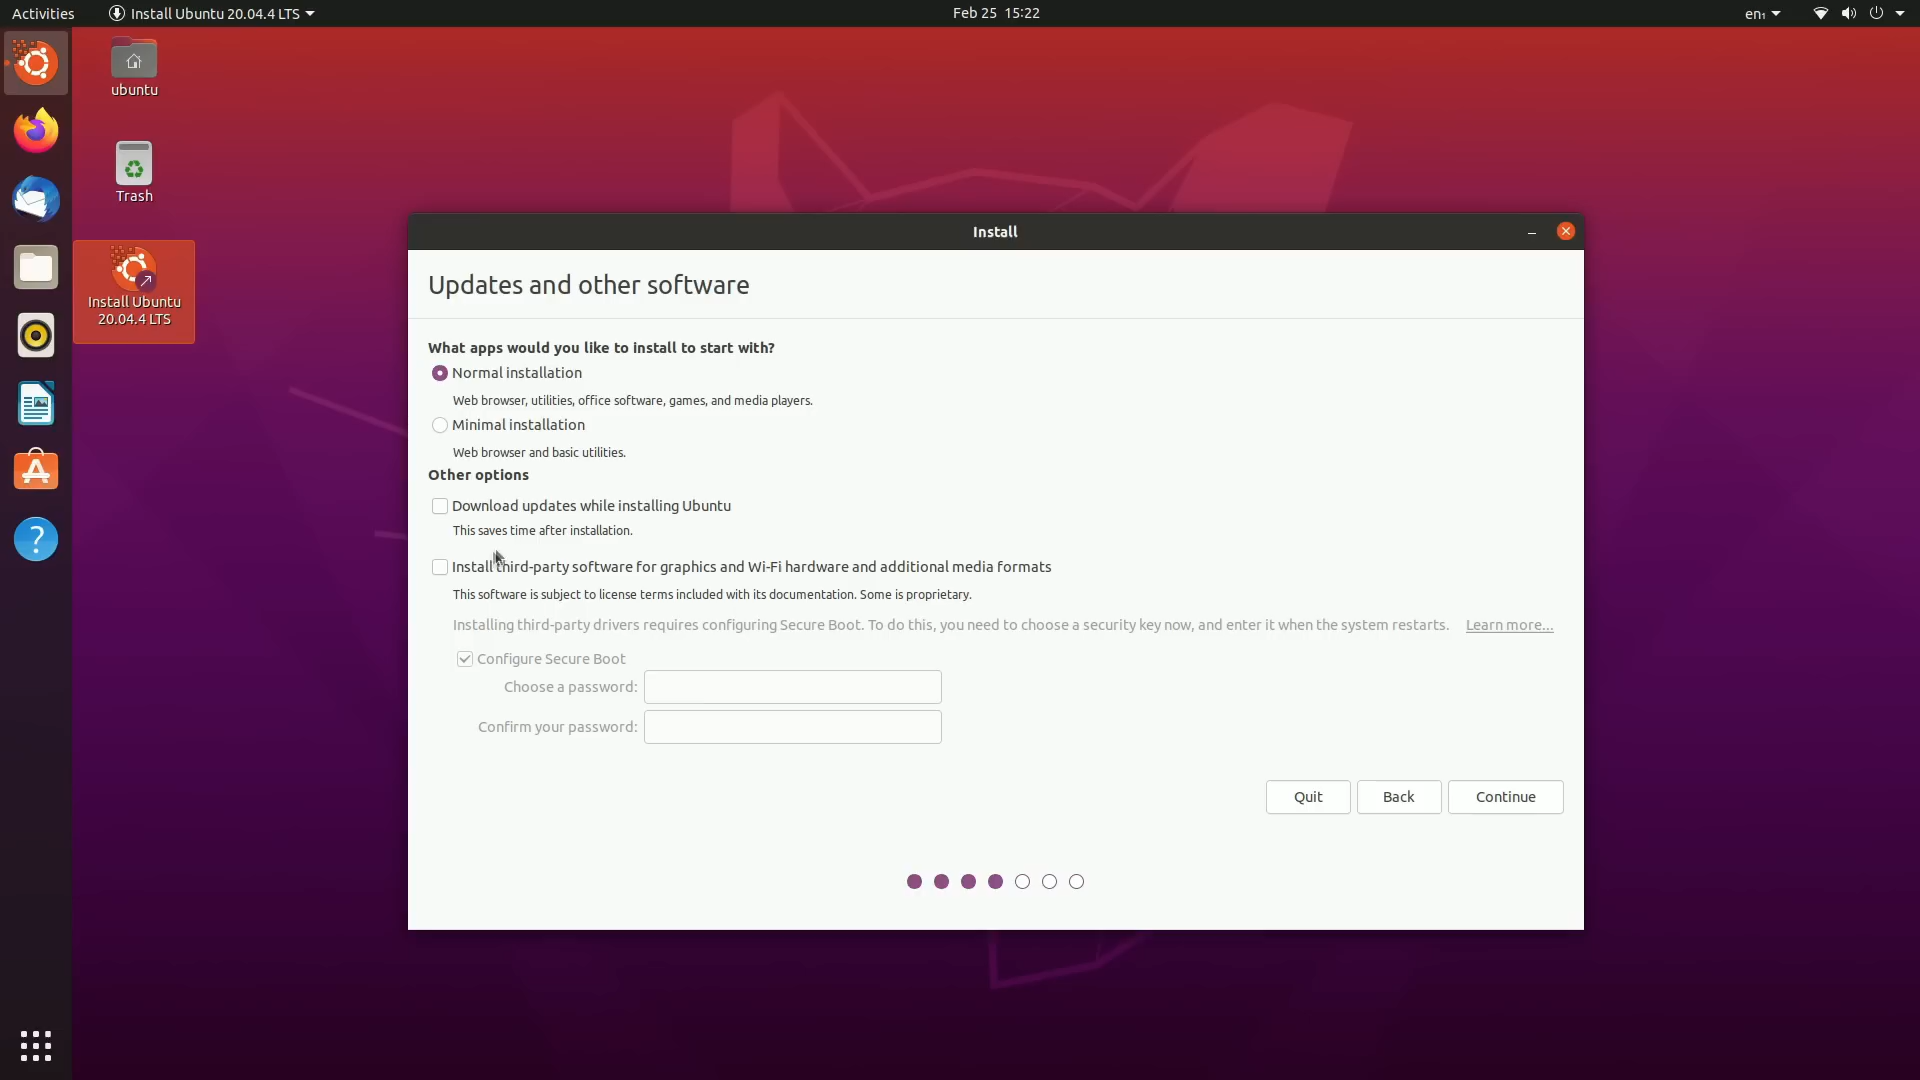 Activities
Install Ubuntu 20.04.4 LTS
Feb 25 15:22
en₁
ubuntu
Trash
Install Ubuntu
20.04.4 LTS
Install
Updates and other software
What apps would you like to install to start with?
Normal installation
Web browser, utilities, office software, games, and media players.
Minimal installation
Web browser and basic utilities.
Other options
Download updates while installing Ubuntu
This saves time after installation.
Install third-party software for graphics and Wi-Fi hardware and additional media formats
This software is subject to license terms included with its documentation. Some is proprietary.
Installing third-party drivers requires configuring Secure Boot. To do this, you need to choose a security key now, and enter it when the system restarts. Learn more...
Configure Secure Boot
Choose a password:
Confirm your password:
Quit Back Continue